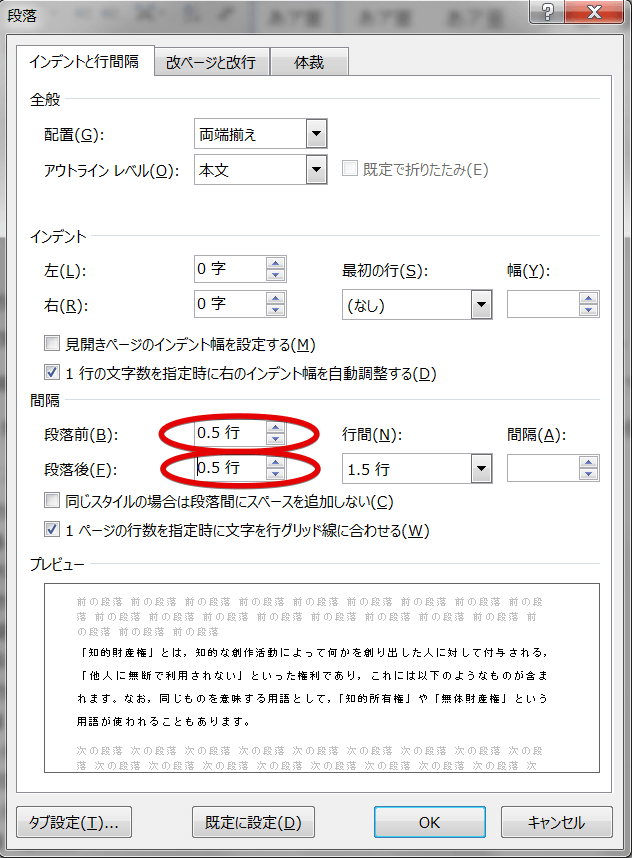 段落
インデントと行間隔 改ページと改行 体裁
全般
配置(G): 両端揃え
アウトライン レベル(O): 本文 既定で折りたたみ(E)
インデント
左(L): 0 字 最初の行(S): 幅(Y):
右(R): 0 字 (なし)
見開きページのインデント幅を設定する(M)
1 行の文字数を指定時に右のインデント幅を自動調整する(D)
間隔
段落前(B): 0.5 行 行間(N): 間隔(A):
段落後(F): 0.5 行 1.5 行
同じスタイルの場合は段落間にスペースを追加しない(C)
1 ページの行数を指定時に文字を行グリッド線に合わせる(W)
プレビュー
前の段落 前の段落 前の段落 前の段落 前の段落 前の段落 前の段落 前の段落 前の段
落 前の段落 前の段落 前の段落 前の段落 前の段落 前の段落 前の段落 前の段落 前
の段落 前の段落 前の段落
「知的財産権」とは，知的な創作活動によって何かを創り出した人に対して付与される，
「他人に無断で利用されない」といった権利であり，これには以下のようなものが含ま
れます。なお，同じものを意味する用語として，「知的所有権」や「無体財産権」という
用語が使われることもあります。
次の段落 次の段落 次の段落 次の段落 次の段落 次の段落 次の段落 次の段落 次の段
落 次の段落 次の段落 次の段落 次の段落 次の段落 次の段落 次の段落 次の段落 次
タブ設定(T)... 既定に設定(D) OK キャンセル